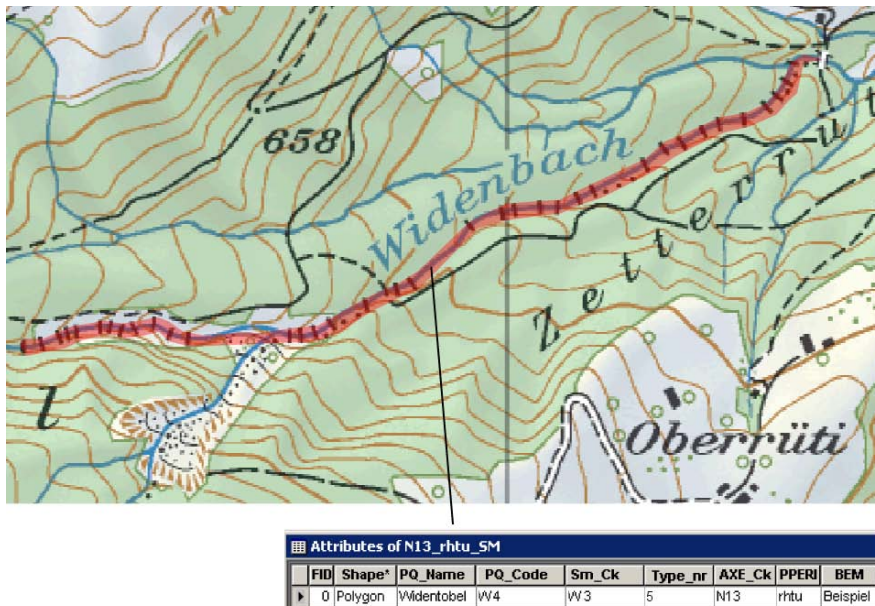 658
Widenbach
Zetterrut
l
Oberrüti
Attributes of N13_rhtu_SM
FID Shape* PQ_Name PQ_Code Sm_Ck Type_nr AXE_Ck PPERI BEM
0 Polygon Widentobel W4 W3 5 N13 rhtu Beispiel